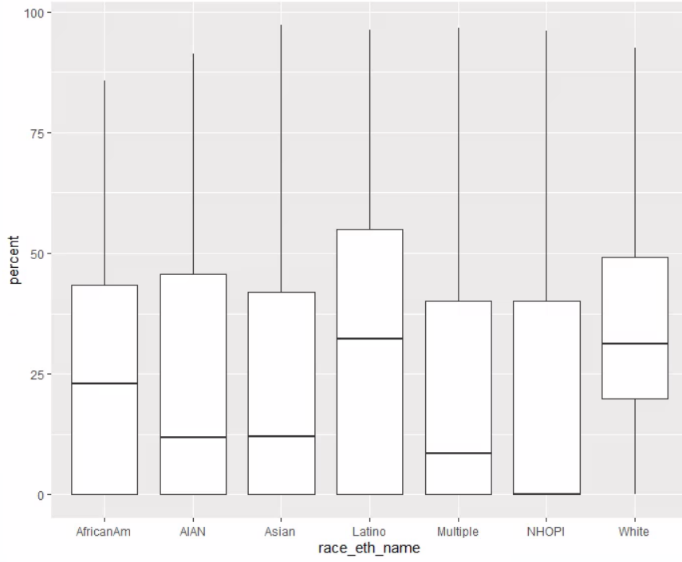 100
75
50
25
0
percent
AfricanAm AIAN Asian Latino Multiple NHOPI White
race_eth_name